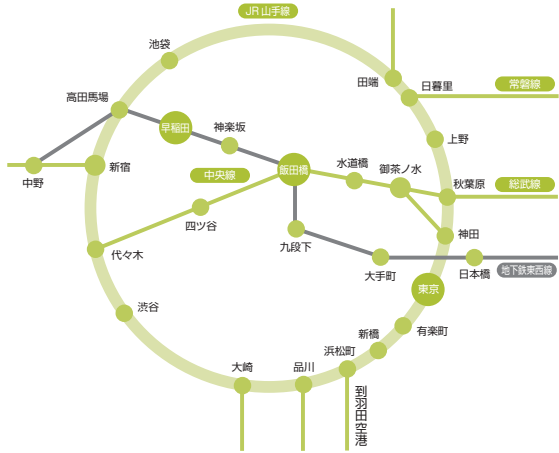 JR山手線
池袋
田端
日暮里
常磐線
高田馬場
早稲田
神楽坂
上野
中野
新宿
中央線
飯田橋
水道橋
御茶ノ水
秋葉原
総武線
四ツ谷
九段下
神田
代々木
大手町
日本橋
地下鉄東西線
東京
渋谷
有楽町
新橋
浜松町
大崎
品川
到羽田空港